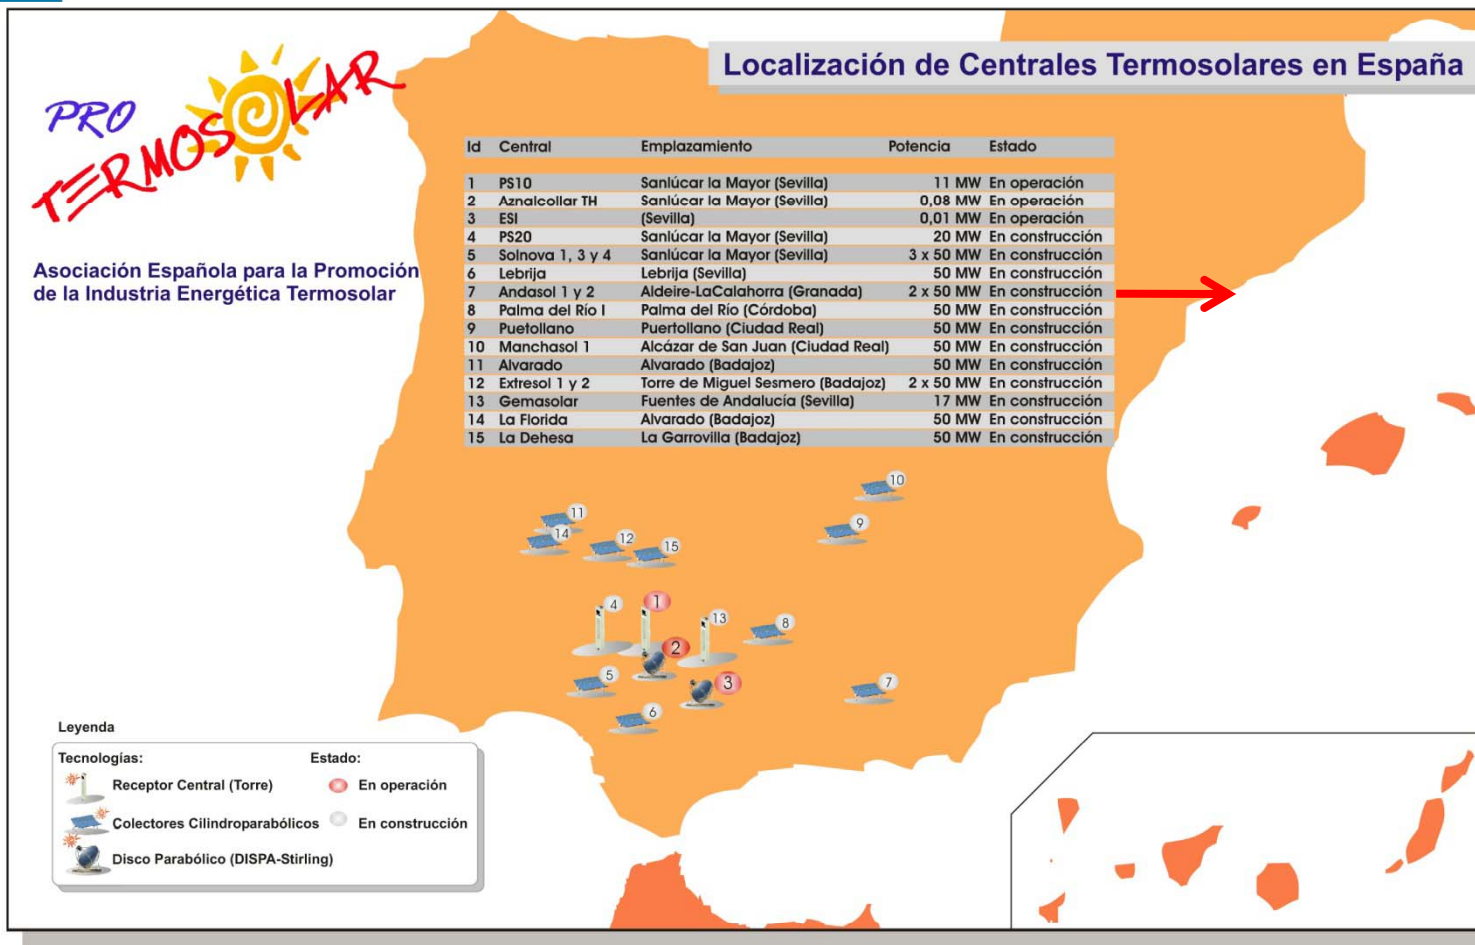 Localización de Centrales Termosolares en España
PRO
TERMOSOLAR
Asociación Española para la Promoción
de la Industria Energética Termosolar
Id Central Emplazamiento Potencia Estado
1 PS10 Sanlúcar la Mayor (Sevilla) 11 MW En operación
2 Aznalcollar TH Sanlúcar la Mayor (Sevilla) 0,08 MW En operación
3 ESI (Sevilla) 0,01 MW En operación
4 PS20 Sanlúcar la Mayor (Sevilla) 20 MW En construcción
5 Solnova 1, 3 y 4 Sanlúcar la Mayor (Sevilla) 3 x 50 MW En construcción
6 Lebrija Lebrija (Sevilla) 50 MW En construcción
7 Andasol 1 y 2 Aldeire-LaCalahorra (Granada) 2 x 50 MW En construcción
8 Palma del Río I Palma del Río (Córdoba) 50 MW En construcción
9 Puetollano Puertollano (Ciudad Real) 50 MW En construcción
10 Manchasol 1 Alcázar de San Juan (Ciudad Real) 50 MW En construcción
11 Alvarado Alvarado (Badajoz) 50 MW En construcción
12 Extresol 1 y 2 Torre de Miguel Sesmero (Badajoz) 2 x 50 MW En construcción
13 Gemasolar Fuentes de Andalucía (Sevilla) 17 MW En construcción
14 La Florida Alvarado (Badajoz) 50 MW En construcción
15 La Dehesa La Garrovilla (Badajoz) 50 MW En construcción
10
11
9
14
12
15
4
1
13
8
2
5
3
7
6
Leyenda
Tecnologías: Estado:
Receptor Central (Torre) En operación
Colectores Cilindroparabólicos En construcción
Disco Parabólico (DISPA-Stirling)